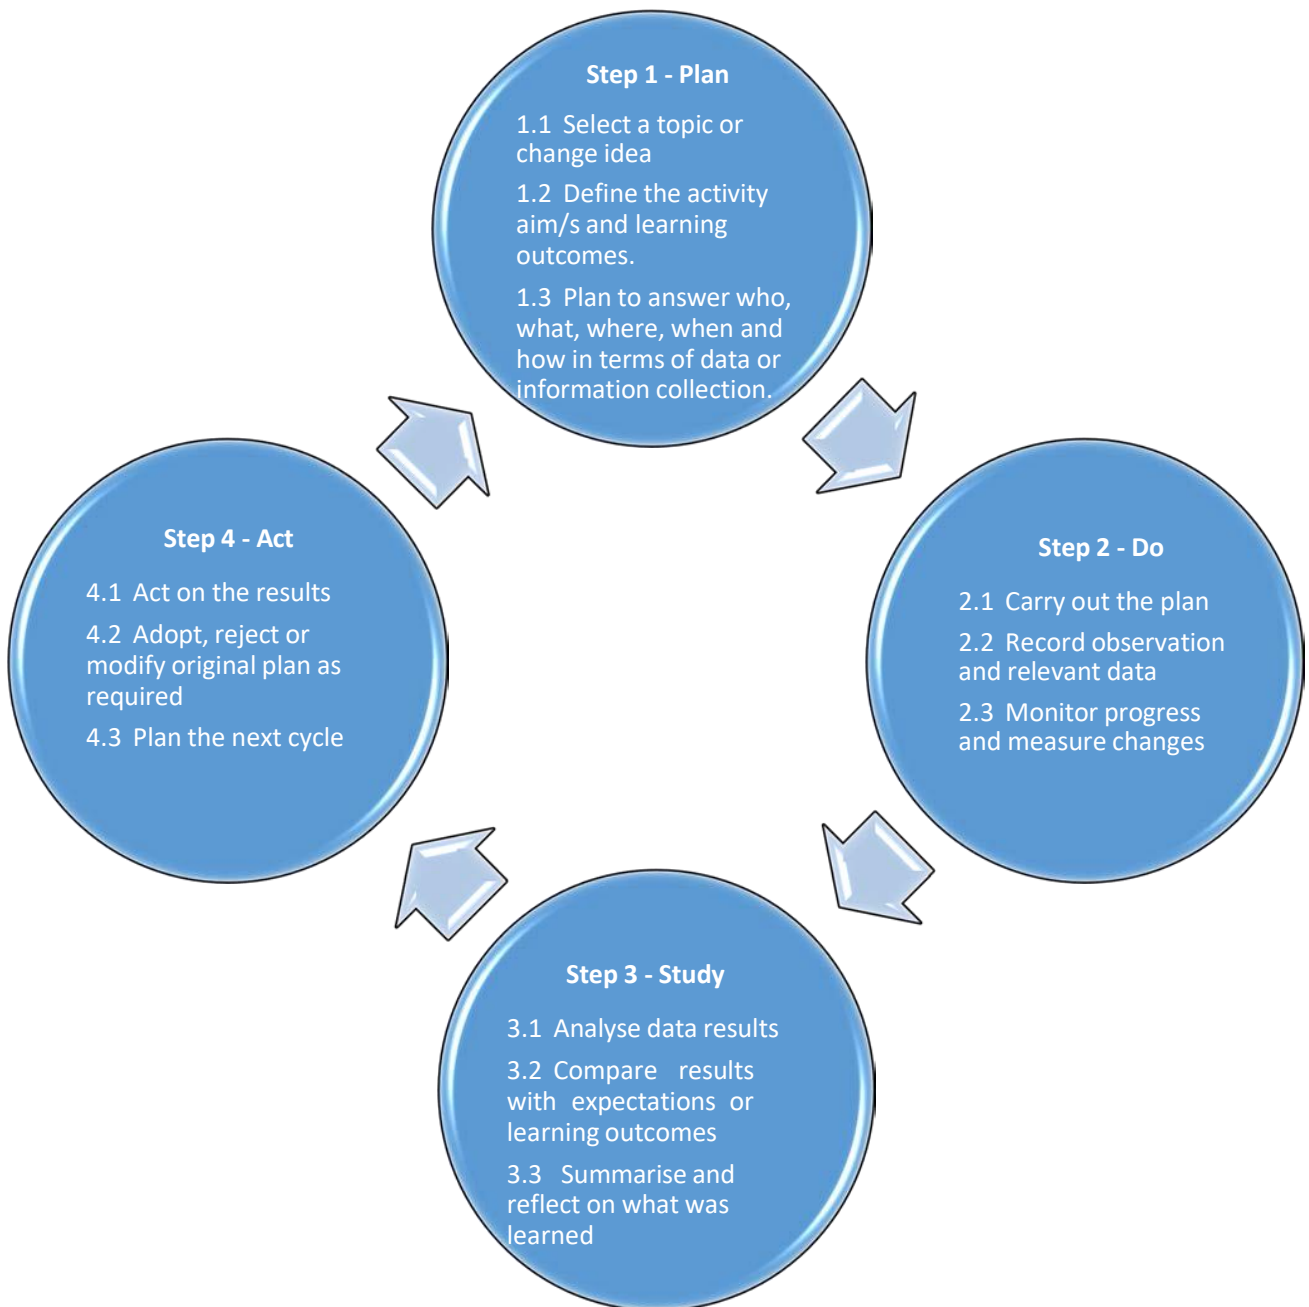 Step 1 - Plan
1.1 Select a topic or
change idea
1.2 Define the activity
aim/s and learning
outcomes.
1.3 Plan to answer who,
what, where, when and
how in terms of data or
information collection.
Step 2 - Do
2.1 Carry out the plan
2.2 Record observation
and relevant data
2.3 Monitor progress
and measure changes
Step 3 - Study
3.1 Analyse data results
3.2 Compare results
with expectations or
learning outcomes
3.3 Summarise and
reflect on what was
learned
Step 4 - Act
4.1 Act on the results
4.2 Adopt, reject or
modify original plan as
required
4.3 Plan the next cycle